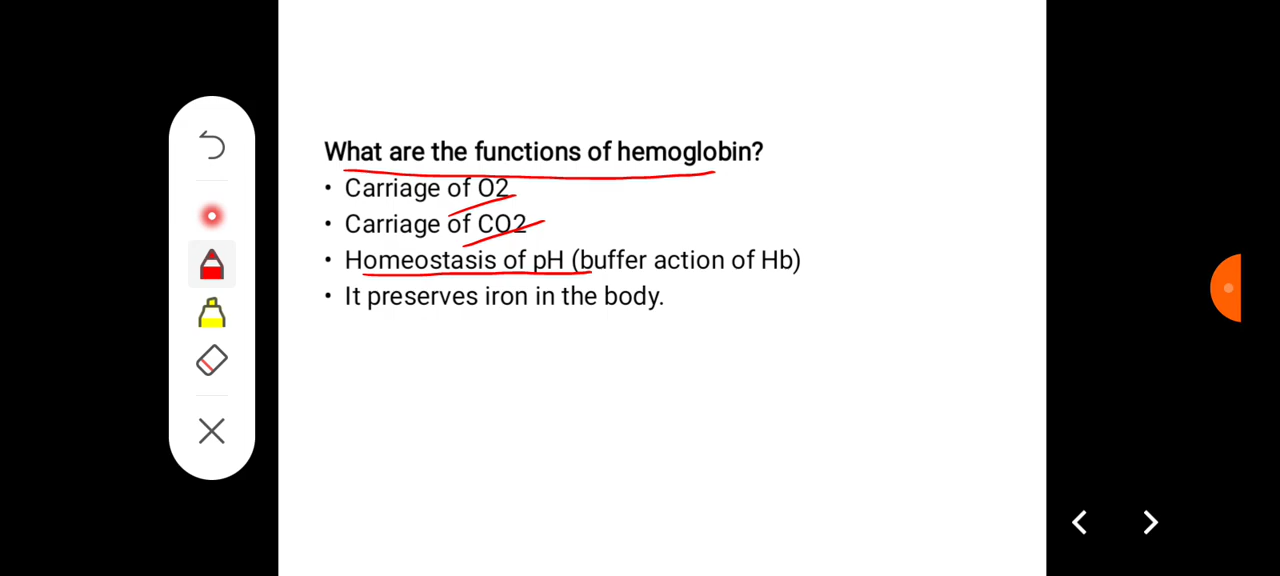 What are the functions of hemoglobin?
• Carriage of O2
• Carriage of CO2
• Homeostasis of pH (buffer action of Hb)
• It preserves iron in the body.